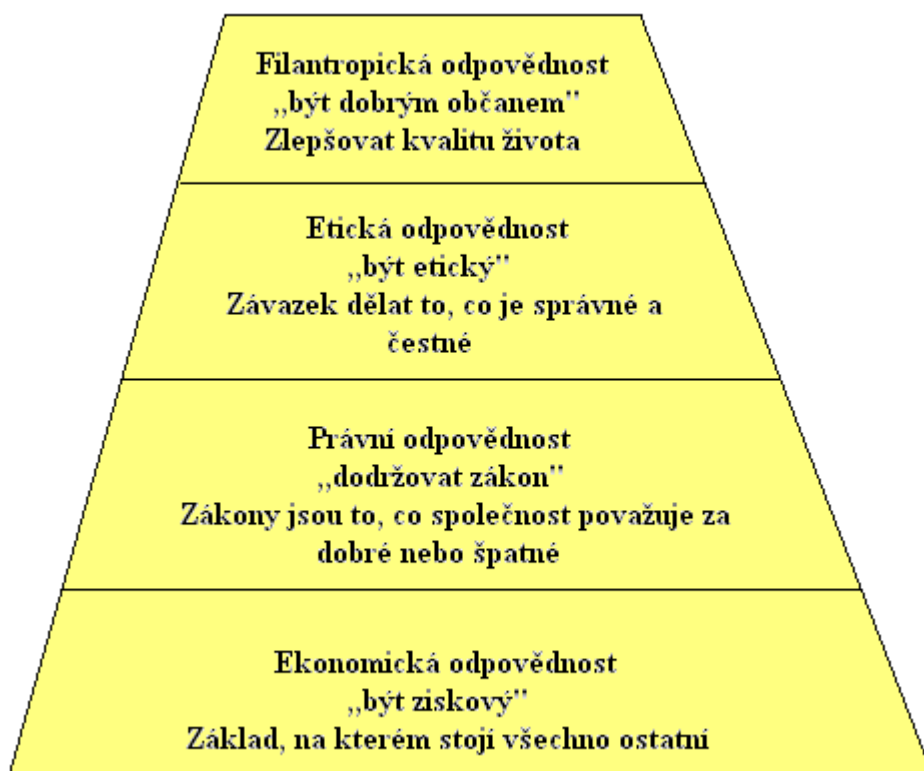 Filantropická odpovědnost
„být dobrým občanem"
Zlepšovat kvalitu života
Etická odpovědnost
„být etický"
Závazek dělat to, co je správné a
čestné
Právní odpovědnost
„dodržovat zákon"
Zákony jsou to, co společnost považuje za
dobré nebo špatné
Ekonomická odpovědnost
„být ziskový"
Základ, na kterém stojí všechno ostatní